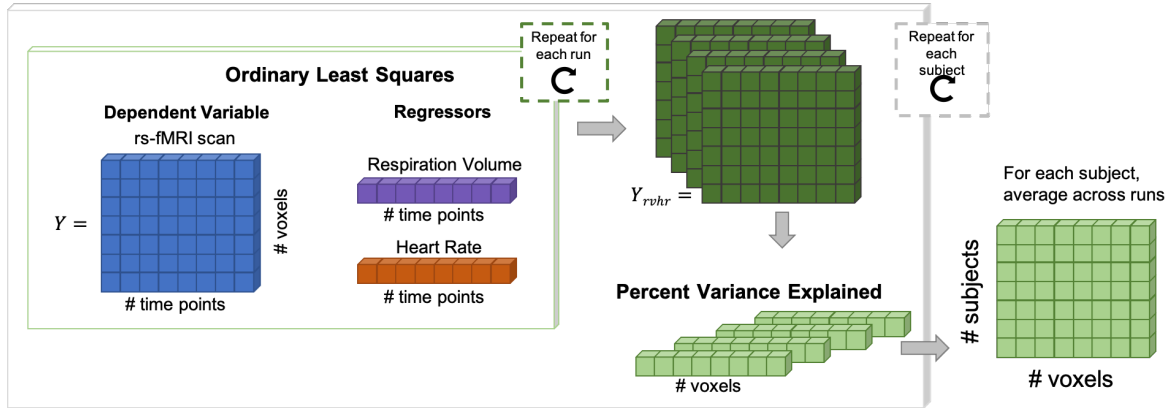 Ordinary Least Squares
Dependent Variable
rs-fMRI scan
Y =
# voxels
# time points
Regressors
Respiration Volume
# time points
Heart Rate
# time points
Repeat for
each run
Y_rvhr =
Percent Variance Explained
# voxels
Repeat for
each
subject
For each subject,
average across runs
# subjects
# voxels